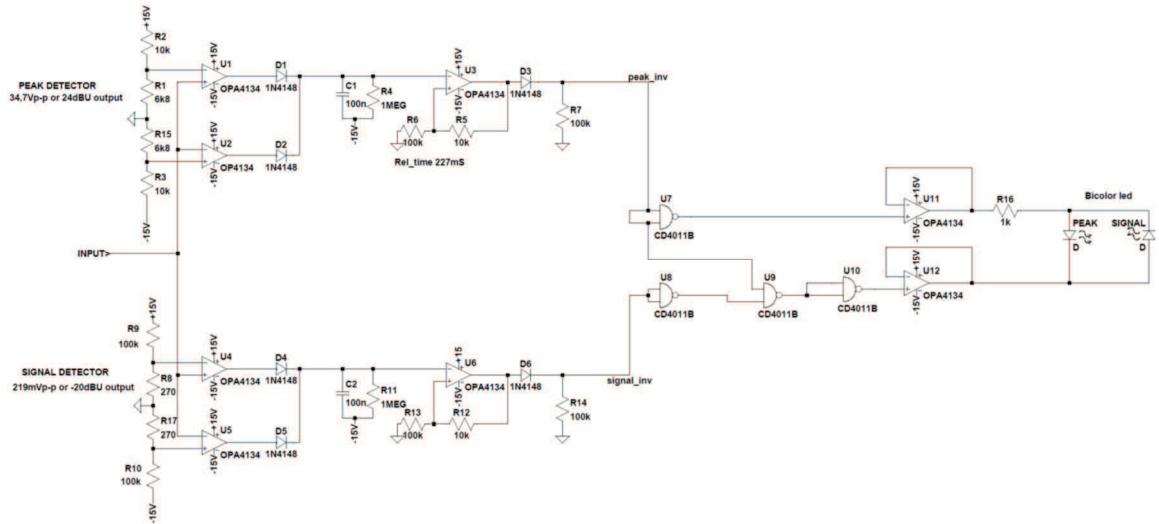 +15V
R2
10k
PEAK DETECTOR
34,7Vp-p or 24dBU output
R1
6k8
R15
6k8
R3
10k
-15V
+15V
U1
-15V
OPA4134
D1
1N4148
+15V
U2
-15V
OP4134
D2
1N4148
C1
100n
R4
1MEG
-15V
+15V
U3
-15V
OPA4134
D3
1N4148
R6
100k
R5
10k
Rel_time 227mS
R7
100k
peak_inv
U7
CD4011B
INPUT>
U8
CD4011B
U9
CD4011B
U10
CD4011B
+15V
U11
-15V
OPA4134
R16
1k
Bicolor led
PEAK
D
SIGNAL
D
+15V
U12
-15V
OPA4134
+15V
R9
100k
SIGNAL DETECTOR
219mVp-p or -20dBU output
R8
270
R17
270
R10
100k
-15V
+15V
U4
-15V
OPA4134
D4
1N4148
+15V
U5
-15V
OPA4134
D5
1N4148
C2
100n
R11
1MEG
-15V
15
U6
-15V
OPA4134
D6
1N4148
R13
100k
R12
10k
signal_inv
R14
100k